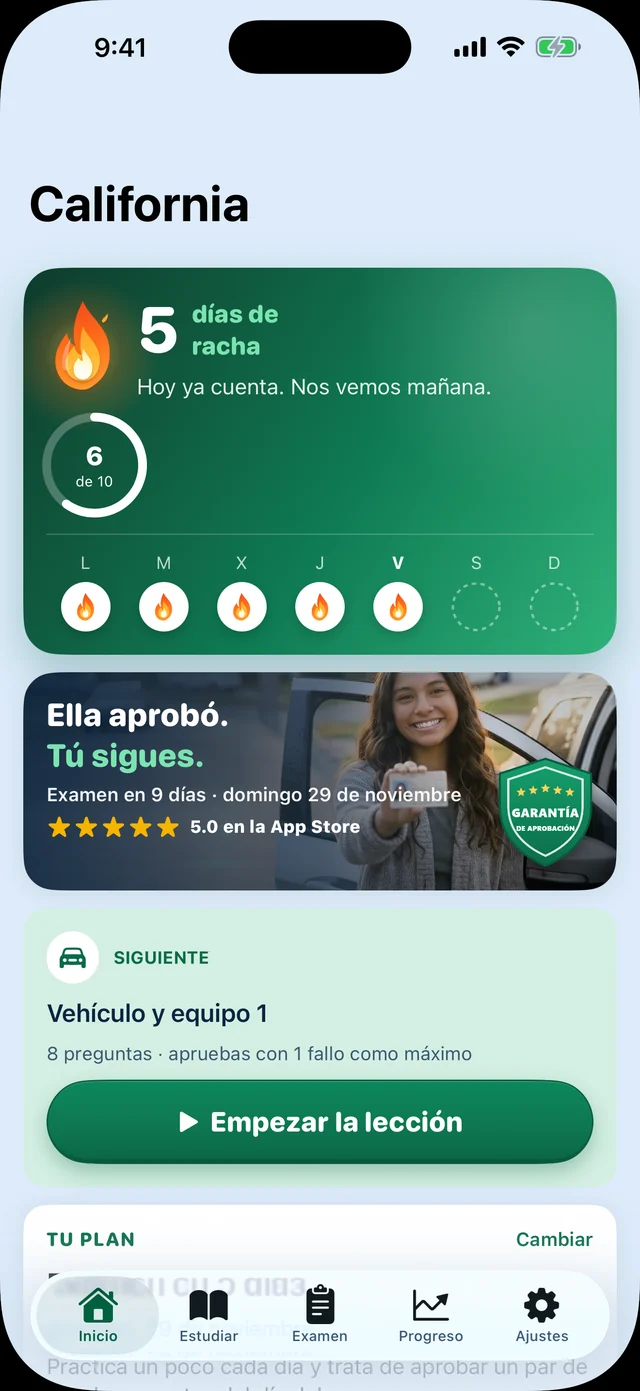 9:41
California
5 días de
racha
Hoy ya cuenta. Nos vemos mañana.
6
de 10
L M X J V S D
Ella aprobó.
Tú sigues.
Examen en 9 días · domingo 29 de noviembre
5.0 en la App Store
GARANTÍA
DE APROBACIÓN
SIGUIENTE
Vehículo y equipo 1
8 preguntas · apruebas con 1 fallo como máximo
Empezar la lección
TU PLAN
Cambiar
Inicio Estudiar Examen Progreso Ajustes
Practica un poco cada día y trata de aprobar un par de